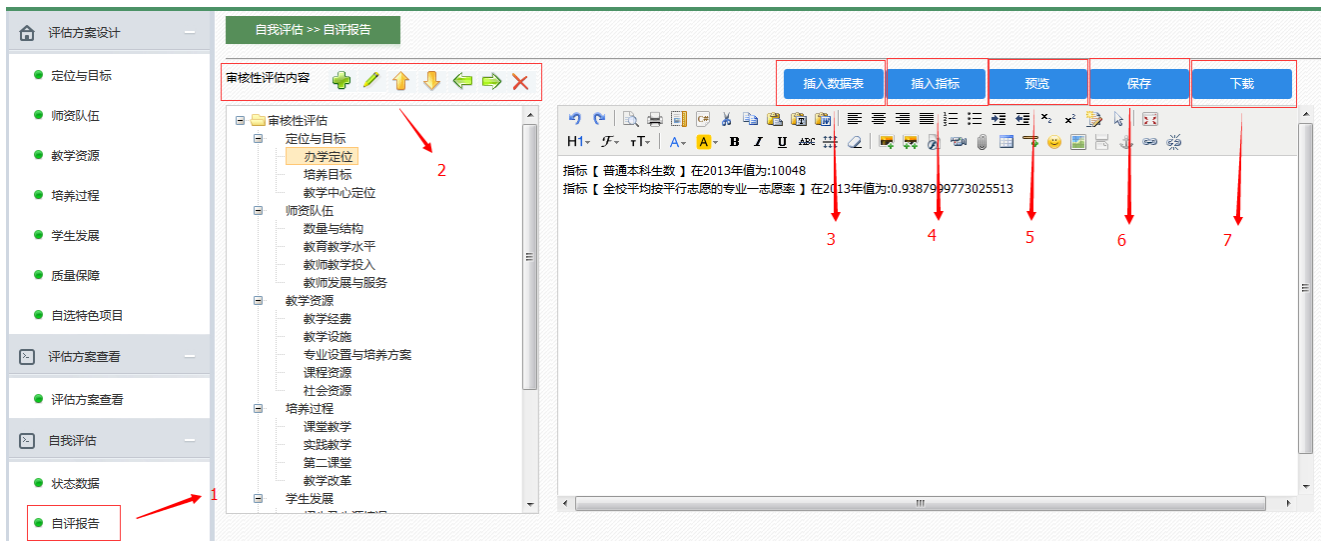 评估方案设计
定位与目标
师资队伍
教学资源
培养过程
学生发展
质量保障
自选特色项目
评估方案查看
评估方案查看
自我评估
状态数据
自评报告
1
自我评估 >> 自评报告
审核性评估内容
2
插入数据表
插入指标
预览
保存
下载
审核性评估
定位与目标
办学定位
培养目标
教学中心定位
师资队伍
数量与结构
教育教学水平
教师教学投入
教师发展与服务
教学资源
教学经费
教学设施
专业设置与培养方案
课程资源
社会资源
培养过程
课堂教学
实践教学
第二课堂
教学改革
学生发展
H1
指标【 普通本科生数 】在2013年值为:10048
指标【 全校平均按平行志愿的专业一志愿率 】在2013年值为:0.9387999773025513
3
4
5
6
7